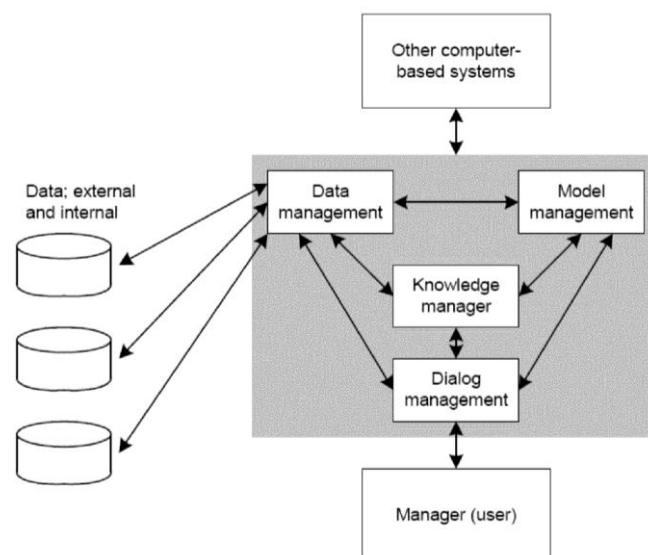 Other computer-
based systems
Data; external
and internal
Data
management
Model
management
Knowledge
manager
Dialog
management
Manager (user)